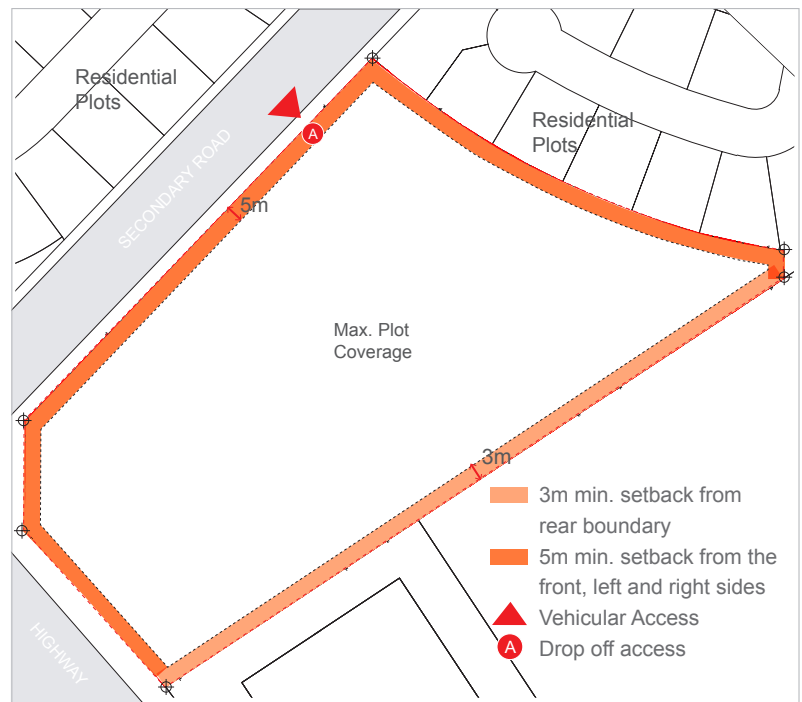 Residential
Plots
SECONDARY ROAD
A
5m
Residential
Plots
Max. Plot
Coverage
3m
HIGHWAY
3m min. setback from
rear boundary
5m min. setback from the
front, left and right sides
Vehicular Access
A
Drop off access